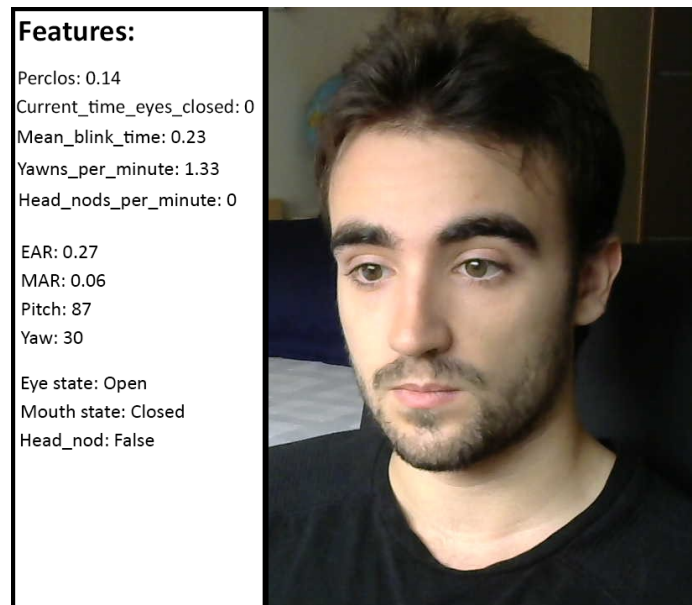 Features:
Perclos: 0.14
Current_time_eyes_closed: 0
Mean_blink_time: 0.23
Yawns_per_minute: 1.33
Head_nods_per_minute: 0
EAR: 0.27
MAR: 0.06
Pitch: 87
Yaw: 30
Eye state: Open
Mouth state: Closed
Head_nod: False